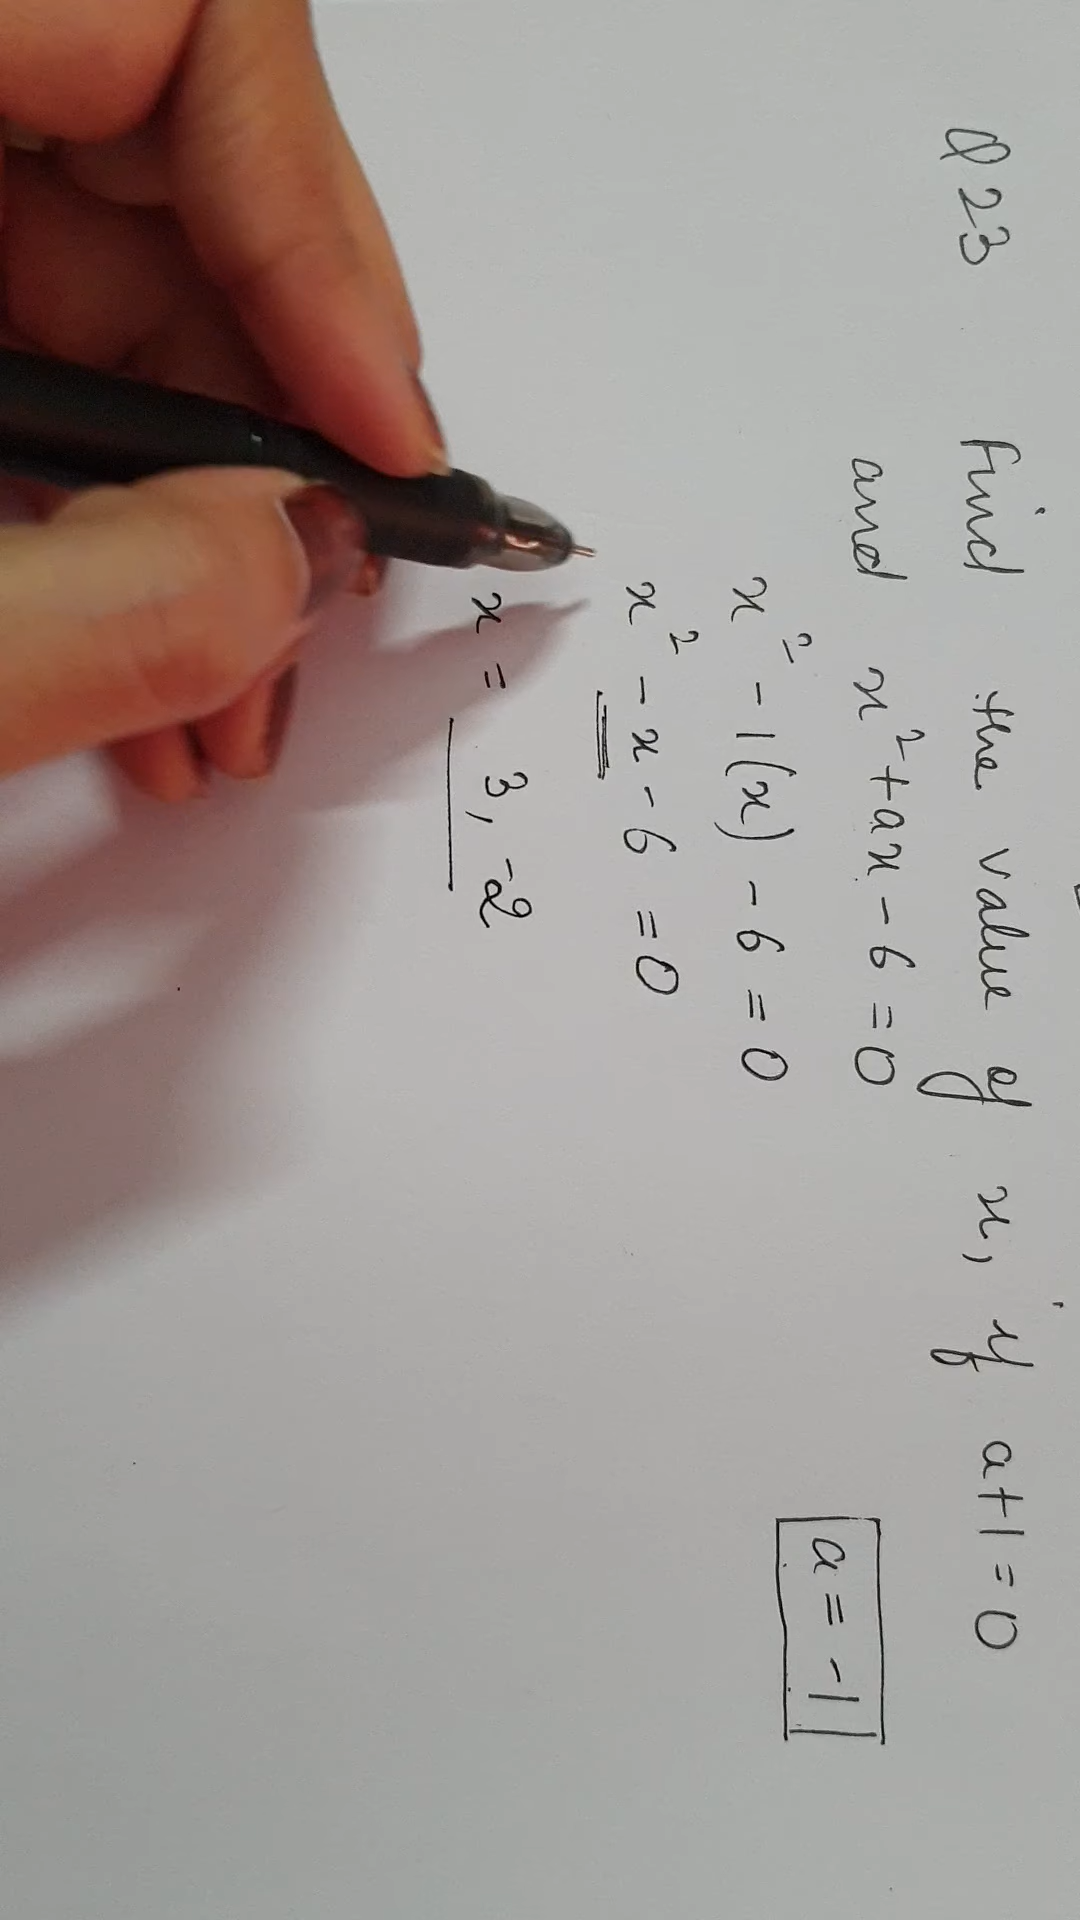 Q 23 Find the value of x, if a+1=0
and x²+ax-6=0
a = -1
x² - 1(x) - 6 = 0
x² - x - 6 = 0
x = 3, -2